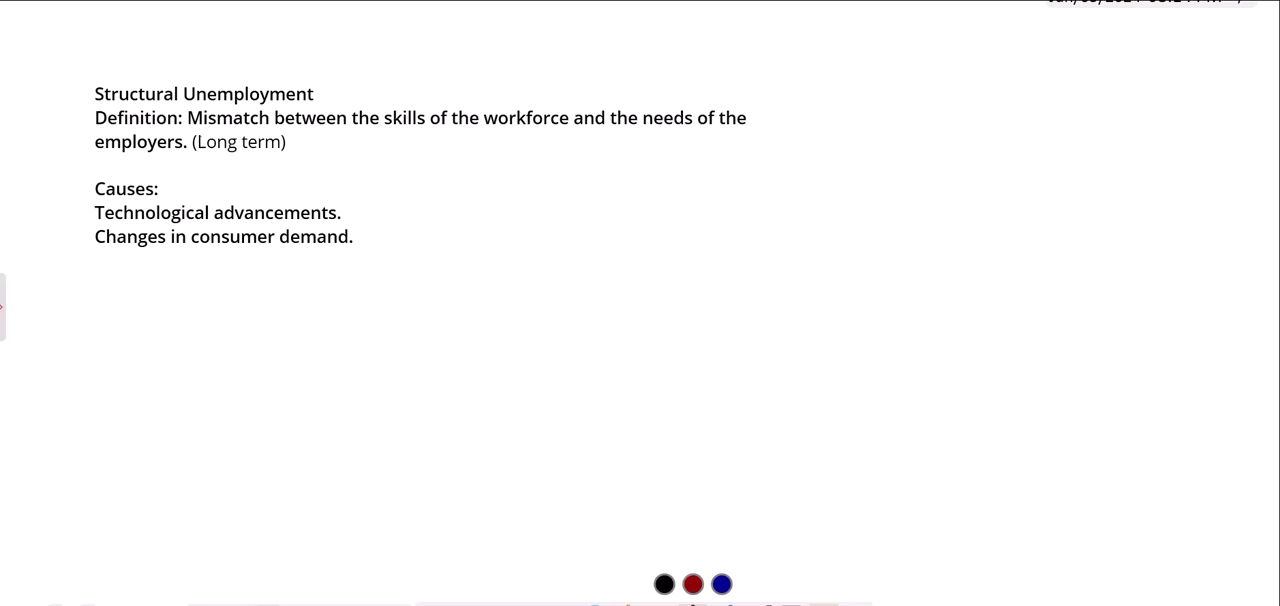 Structural Unemployment
Definition: Mismatch between the skills of the workforce and the needs of the
employers. (Long term)
Causes:
Technological advancements.
Changes in consumer demand.